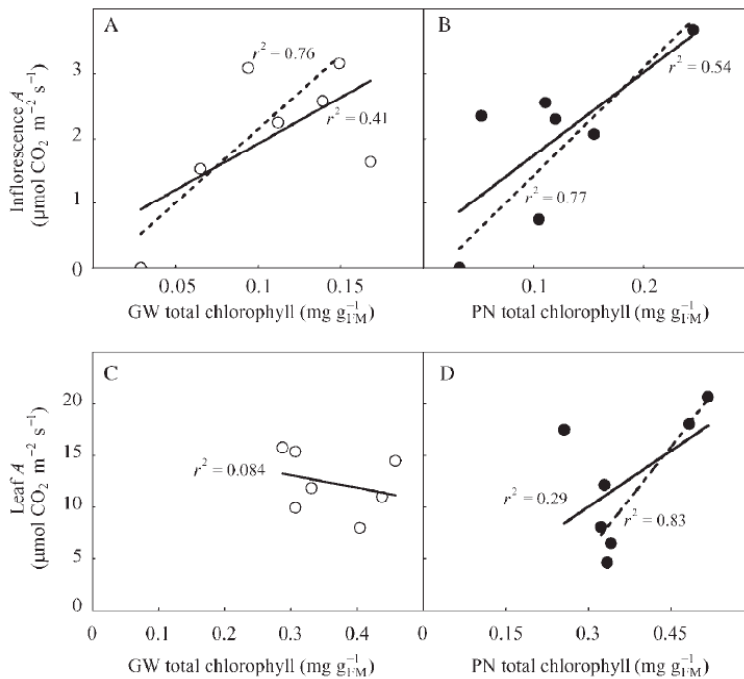 A
B
r² = 0.76
r² = 0.41
r² = 0.54
r² = 0.77
Inflorescence A
(µmol CO₂ m⁻² s⁻¹)
3
2
1
0
0.05
0.1
0.15
0.1
0.2
GW total chlorophyll (mg g⁻¹FM)
PN total chlorophyll (mg g⁻¹FM)
C
D
r² = 0.084
r² = 0.29
r² = 0.83
Leaf A
(µmol CO₂ m⁻² s⁻¹)
20
15
10
5
0
0
0.1
0.2
0.3
0.4
0
0.15
0.3
0.45
GW total chlorophyll (mg g⁻¹FM)
PN total chlorophyll (mg g⁻¹FM)